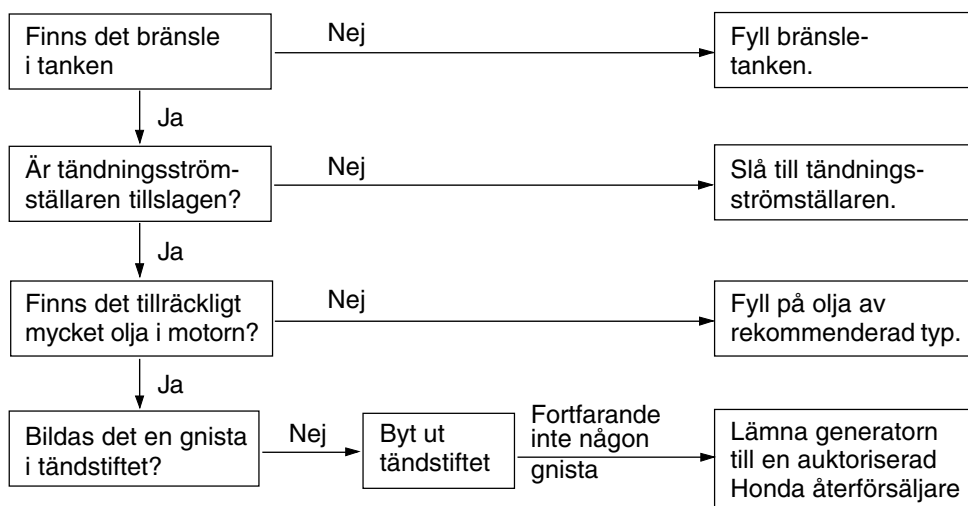 Finns det bränsle
i tanken
Nej
Fyll bränsle-
tanken.
Ja
Är tändningsström-
ställaren tillslagen?
Nej
Slå till tändnings-
strömställaren.
Ja
Finns det tillräckligt
mycket olja i motorn?
Nej
Fyll på olja av
rekommenderad typ.
Ja
Bildas det en gnista
i tändstiftet?
Nej
Byt ut
tändstiftet
Fortfarande
inte någon
gnista
Lämna generatorn
till en auktoriserad
Honda återförsäljare